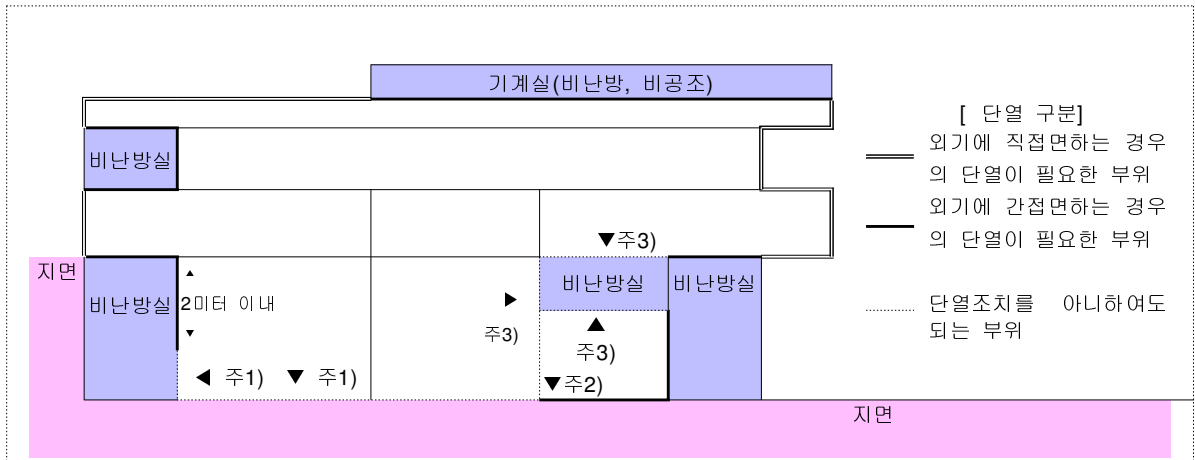 기계실(비난방, 비공조)
[ 단열 구분]
외기에 직접면하는 경우
의 단열이 필요한 부위
비난방실
외기에 간접면하는 경우
의 단열이 필요한 부위
▼주3)
지면
비난방실
비난방실
비난방실
▲
2미터 이내
▼
▶
주3)
단열조치를 아니하여도
되는 부위
▲
주3)
◀ 주1) ▼ 주1)
▼주2)
지면